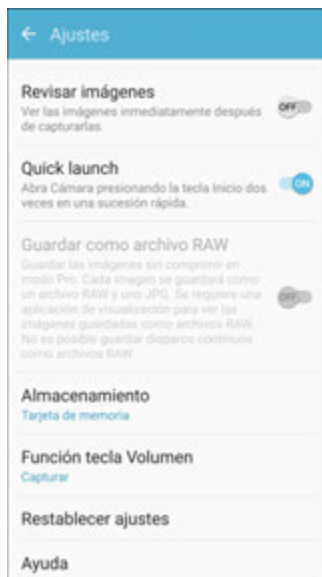 Ajustes
Revisar imágenes
Ver las imágenes inmediatamente después
de capturarlas.
OFF
Quick launch
Abra Cámara presionando la tecla Inicio dos
veces en una sucesión rápida.
ON
Guardar como archivo RAW
Guardar las imágenes sin comprimir en
modo Pro. Cada imagen se guardará como
un archivo RAW y uno JPG. Se requiere una
aplicación de visualización para ver las
imágenes guardadas como archivos RAW.
No es posible guardar disparos continuos
como archivos RAW.
OFF
Almacenamiento
Tarjeta de memoria
Función tecla Volumen
Capturar
Restablecer ajustes
Ayuda